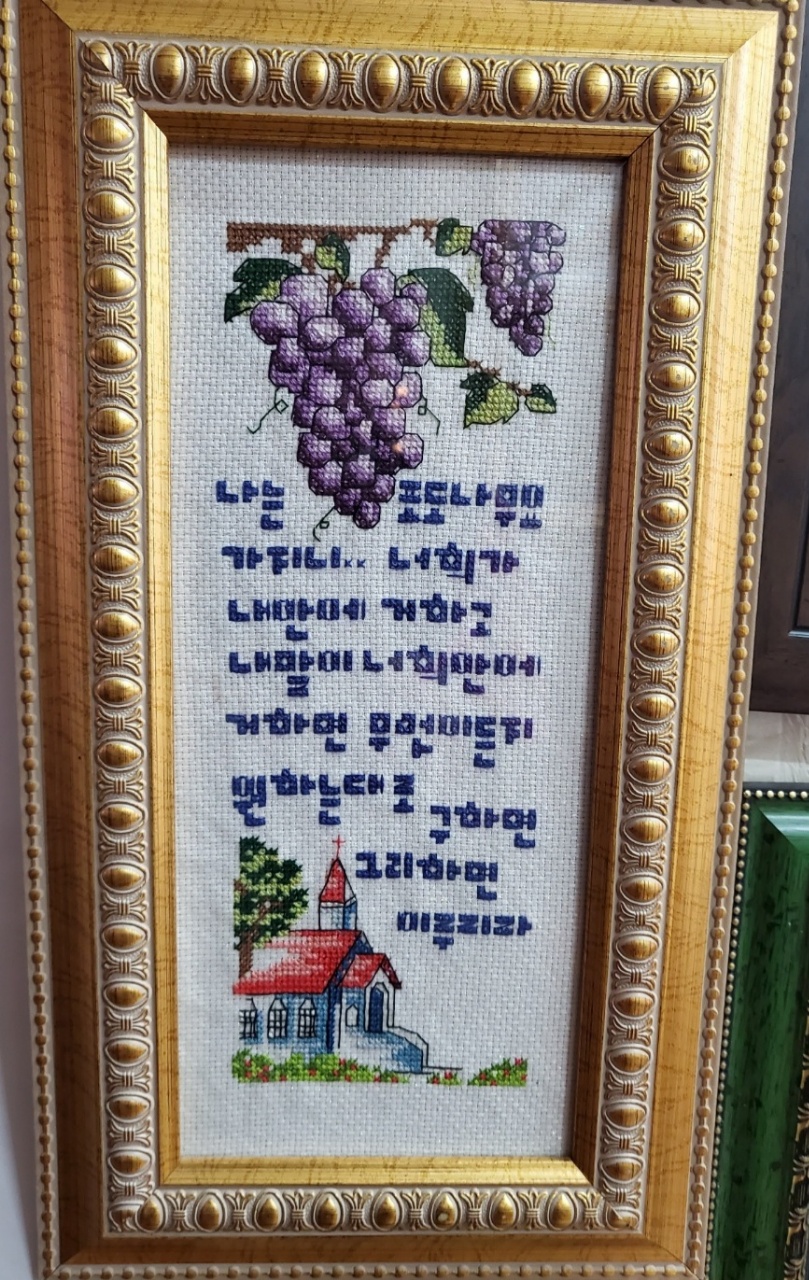 나는 포도나무요
가지니.. 너희가
내안에 거하고
내말이 너희안에
거하면 무엇이든지
원하는대로
구하면
그리하면
이루리라